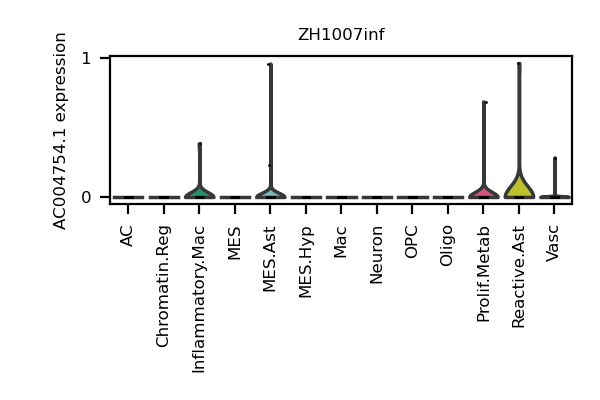 ZH1007inf
AC004754.1 expression
1
0
AC
Chromatin.Reg
Inflammatory.Mac
MES
MES.Ast
MES.Hyp
Mac
Neuron
OPC
Oligo
Prolif.Metab
Reactive.Ast
Vasc